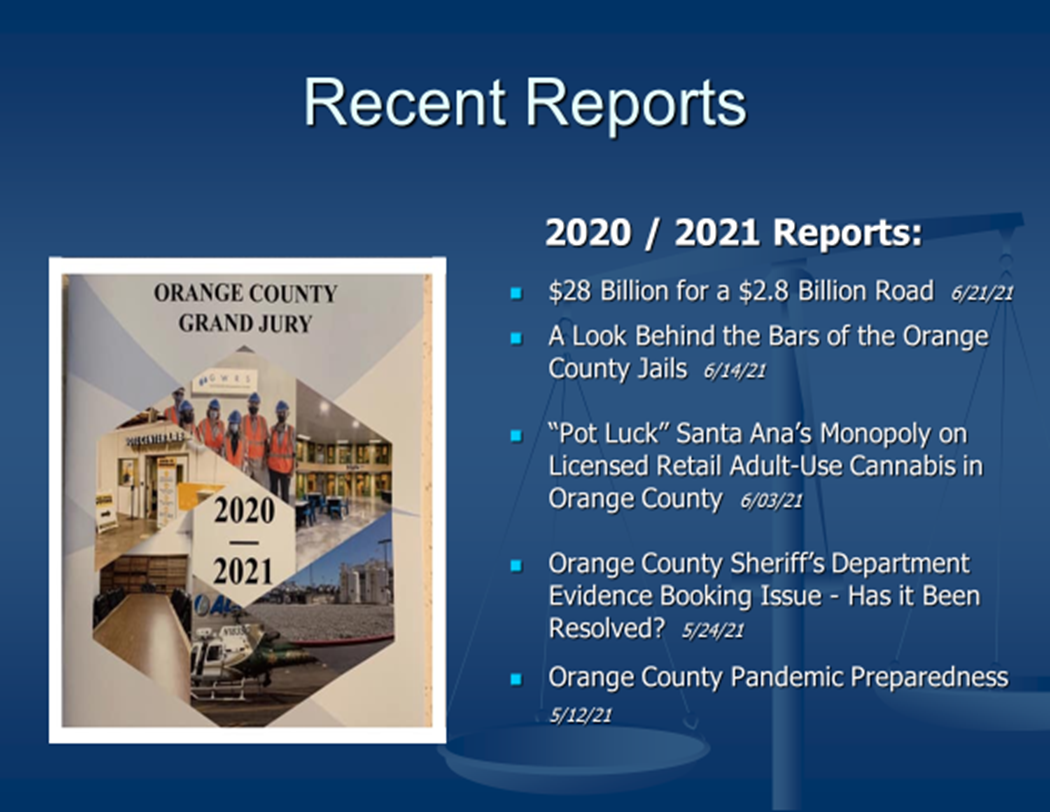 Recent Reports
2020 / 2021 Reports:
$28 Billion for a $2.8 Billion Road 6/21/21
A Look Behind the Bars of the Orange
County Jails 6/14/21
“Pot Luck” Santa Ana’s Monopoly on
Licensed Retail Adult-Use Cannabis in
Orange County 6/03/21
Orange County Sheriff’s Department
Evidence Booking Issue - Has it Been
Resolved? 5/24/21
Orange County Pandemic Preparedness
5/12/21
ORANGE COUNTY
GRAND JURY
GWRS
2020
2021